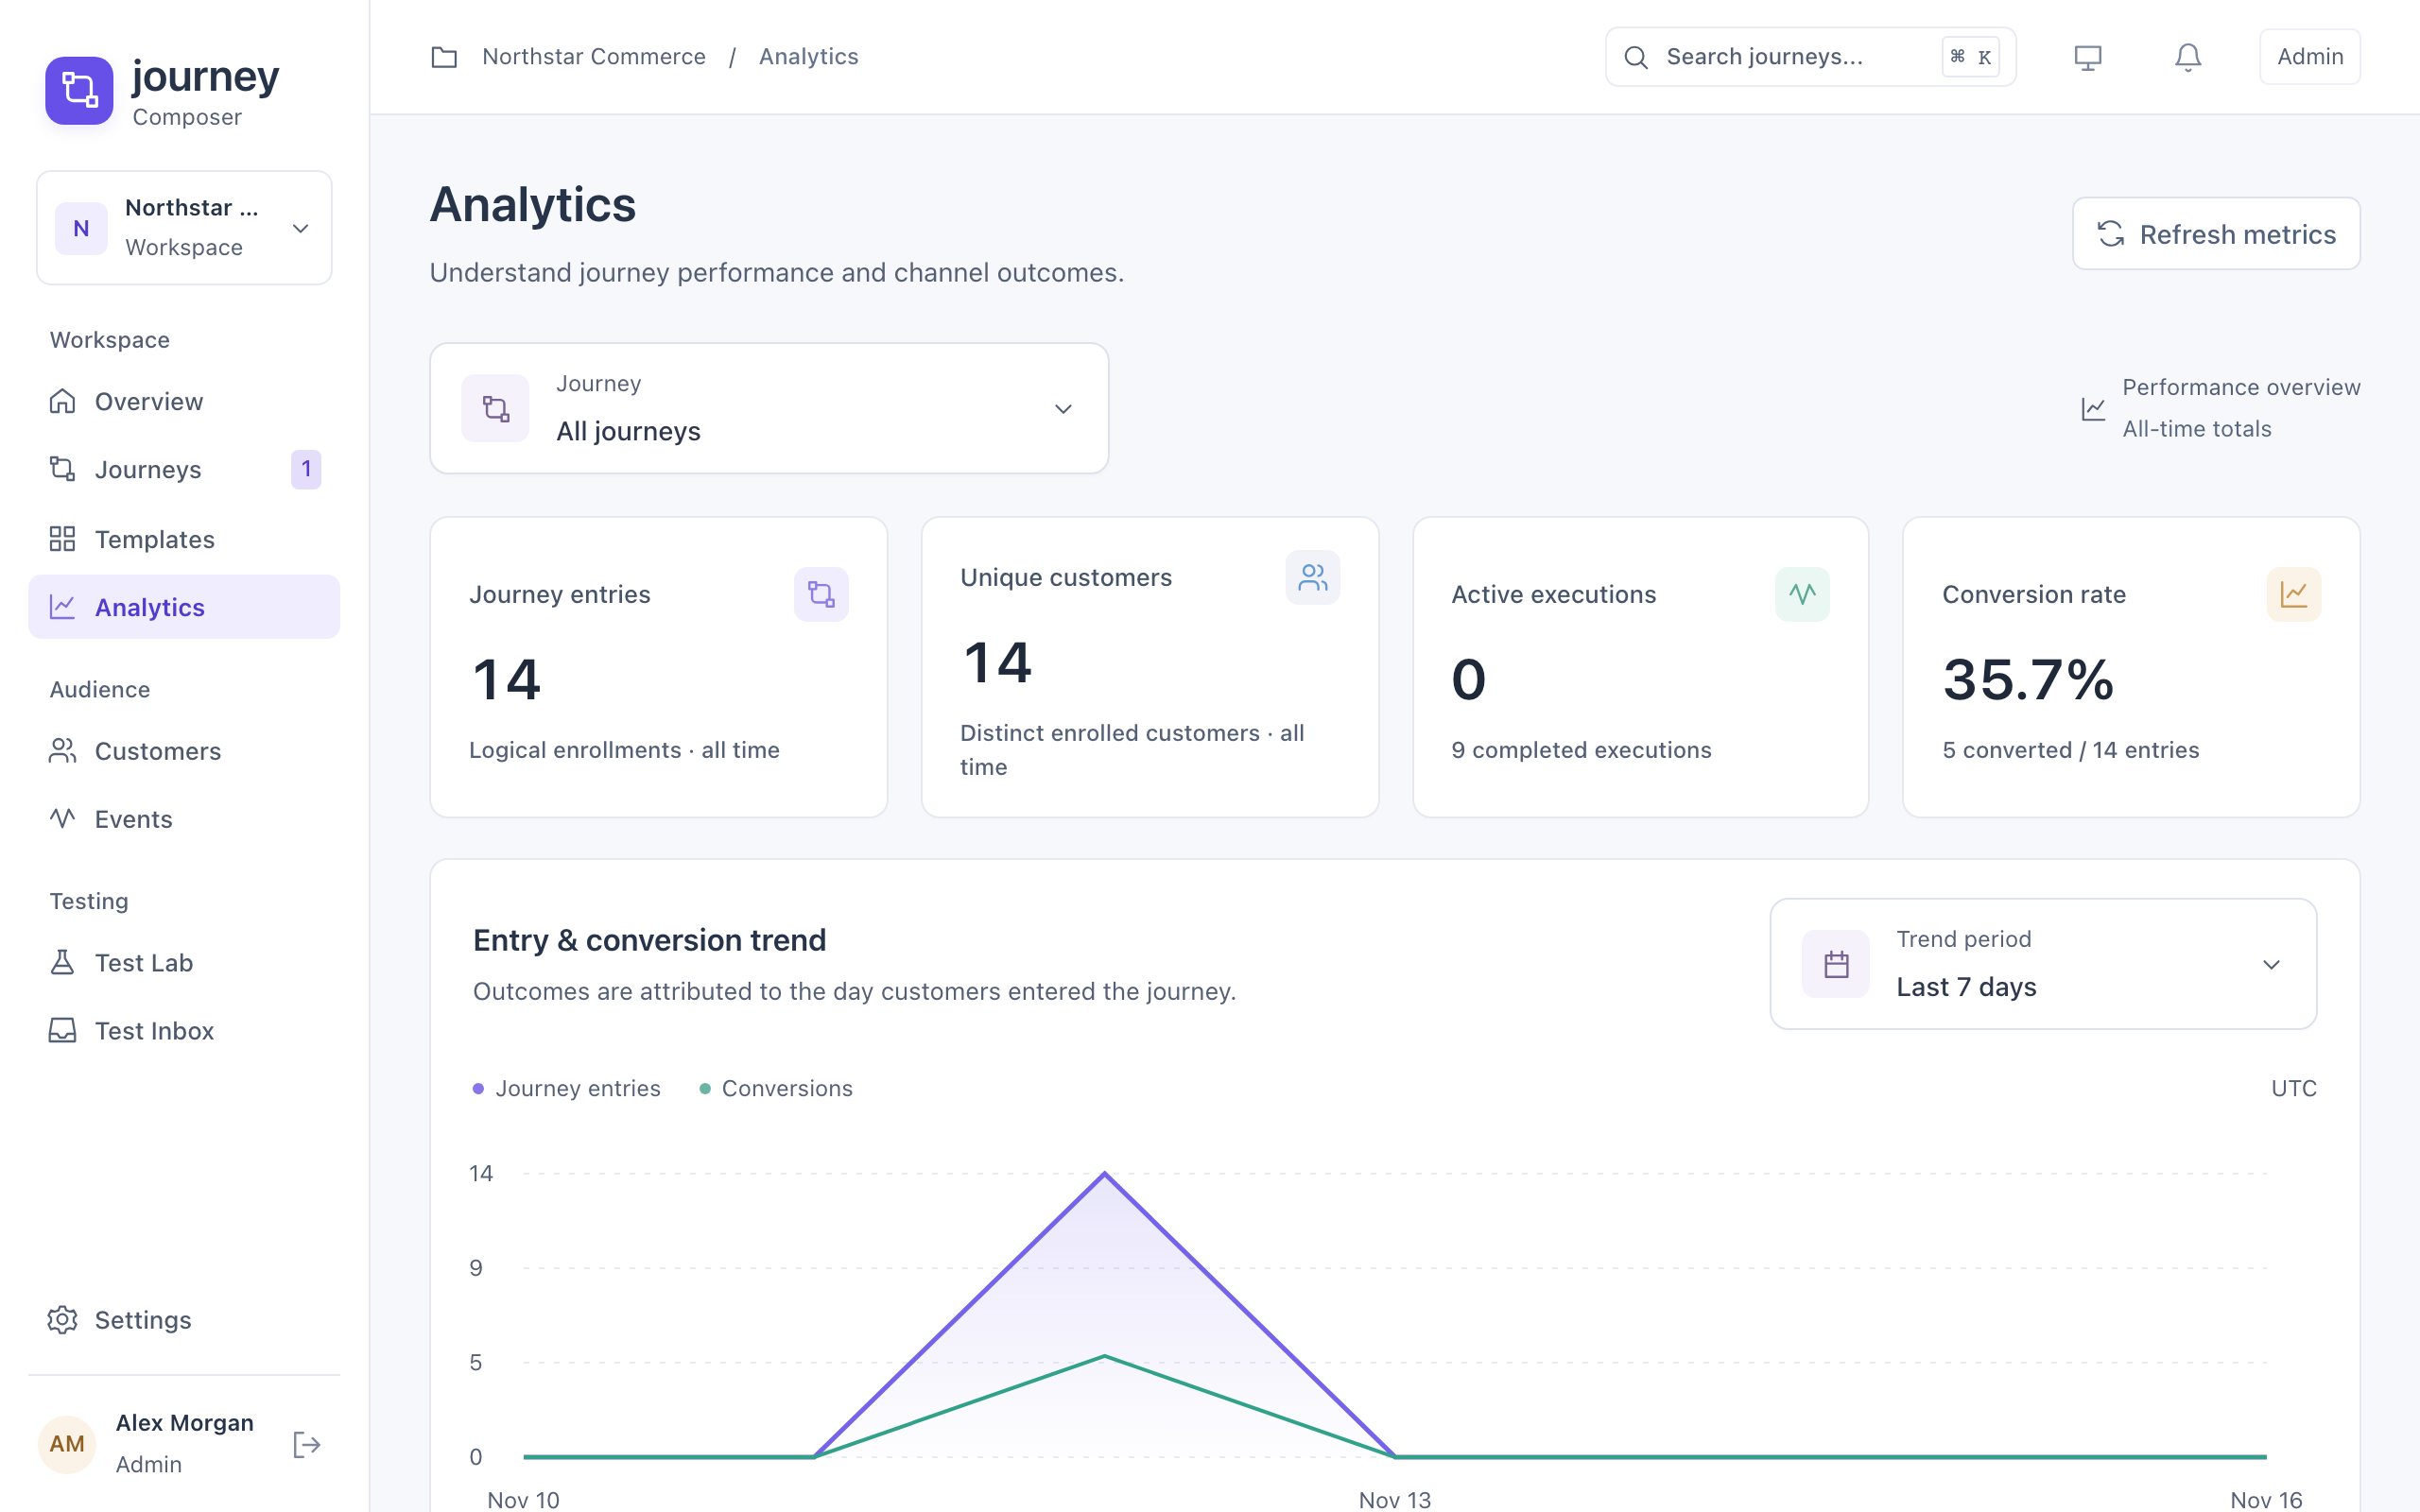 journey
Composer
N
Northstar ...
Workspace
Workspace
Overview
Journeys
1
Templates
Analytics
Audience
Customers
Events
Testing
Test Lab
Test Inbox
Settings
AM
Alex Morgan
Admin
Northstar Commerce / Analytics
Search journeys...
⌘ K
Admin
Analytics
Understand journey performance and channel outcomes.
Refresh metrics
Journey
All journeys
Performance overview
All-time totals
Journey entries
14
Logical enrollments · all time
Unique customers
14
Distinct enrolled customers · all
time
Active executions
0
9 completed executions
Conversion rate
35.7%
5 converted / 14 entries
Entry & conversion trend
Outcomes are attributed to the day customers entered the journey.
Trend period
Last 7 days
Journey entries
Conversions
UTC
14
9
5
0
Nov 10
Nov 13
Nov 16